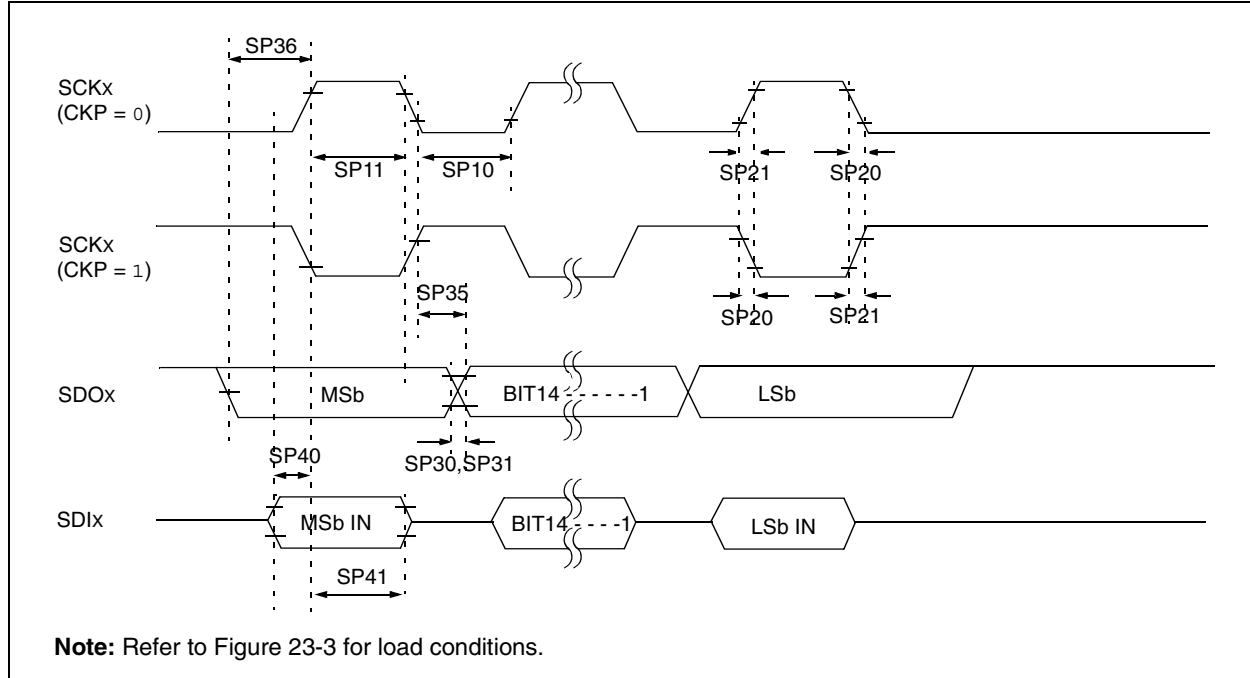 SP36
SCKx
(CKP = 0)
SP11
SP10
SP21
SP20
SCKx
(CKP = 1)
SP35
SP20
SP21
SDOx
MSb
BIT14 - - - - - -1
LSb
SP40
SP30,SP31
SDIx
MSb IN
BIT14 - - - - -1
LSb IN
SP41
Note: Refer to Figure 23-3 for load conditions.